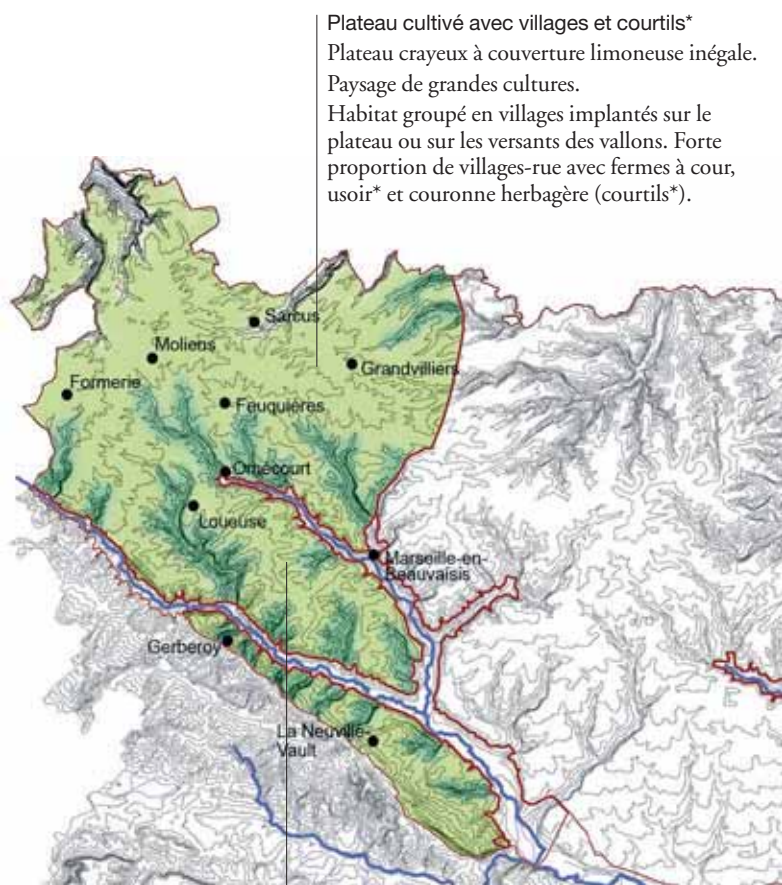 Plateau cultivé avec villages et courtils*
Plateau crayeux à couverture limoneuse inégale.
Paysage de grandes cultures.
Habitat groupé en villages implantés sur le
plateau ou sur les versants des vallons. Forte
proportion de villages-rue avec fermes à cour,
usoir* et couronne herbagère (courtils*).
Sarcus
Moliens
Grandvilliers
Formerie
Feuquières
Omécourt
Loueuse
Marseille-en-
Beauvaisis
Gerberoy
La Neuville-
Vault